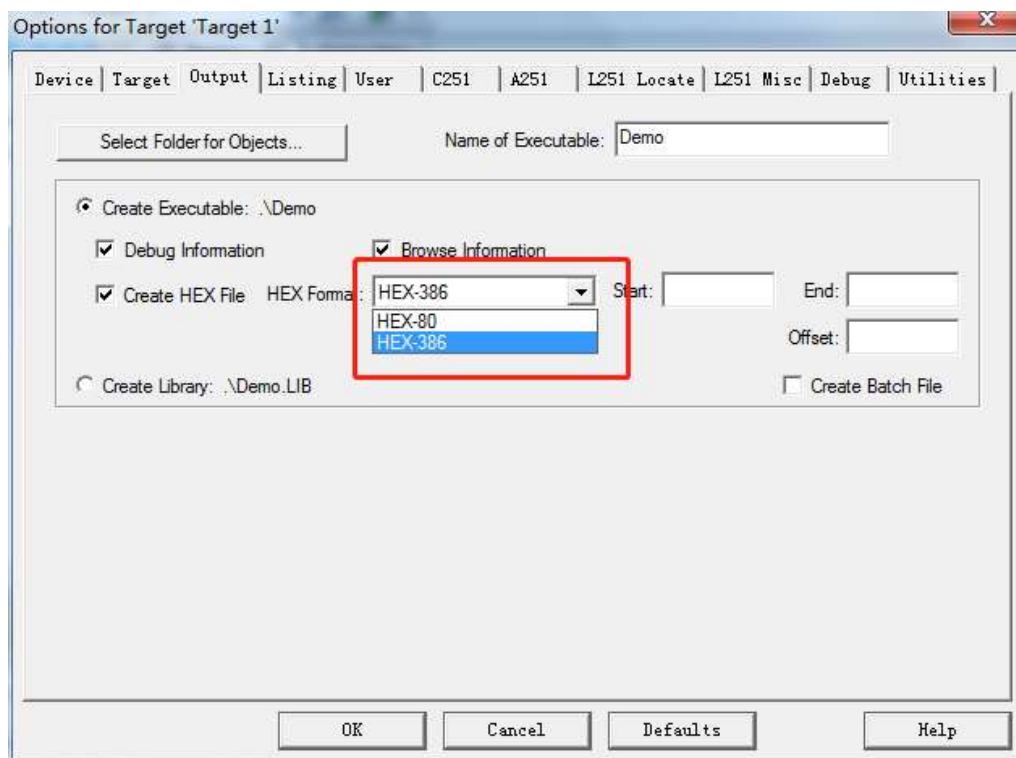 Options for Target 'Target 1'
Device Target Output Listing User C251 A251 L251 Locate L251 Misc Debug Utilities
Select Folder for Objects... Name of Executable: Demo
Create Executable: .\Demo
Debug Information Browse Information
Create HEX File HEX Format: HEX-386 Start: End:
HEX-80
HEX-386
Offset:
Create Library: .\Demo.LIB Create Batch File
OK Cancel Defaults Help